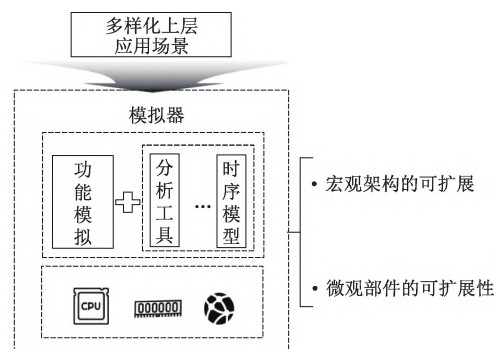 多样化上层
应用场景
模拟器
功能模拟
分析工具
...
时序模型
• 宏观架构的可扩展
CPU
000000
• 微观部件的可扩展性